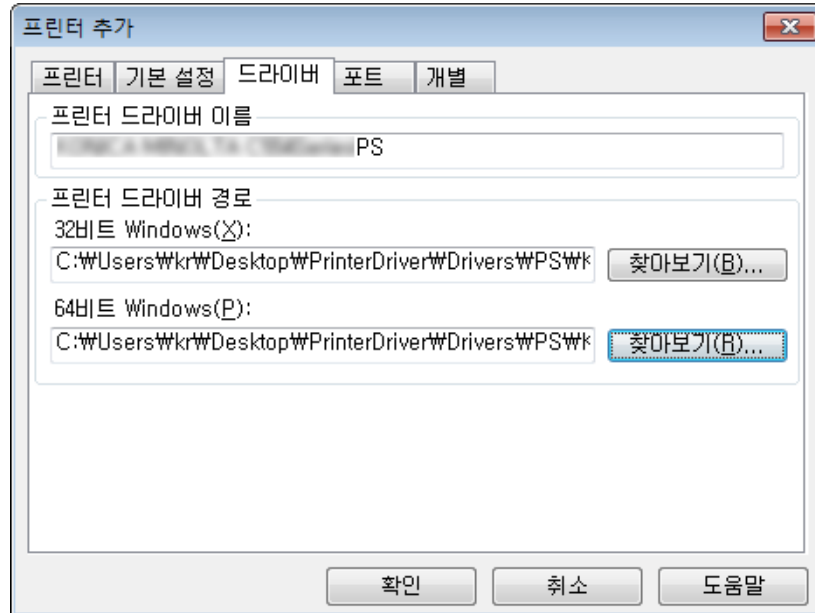 프린터 추가
프린터 기본 설정 드라이버 포트 개별
프린터 드라이버 이름
PS
프린터 드라이버 경로
32비트 Windows(X):
C:₩Users₩kr₩Desktop₩PrinterDriver₩Drivers₩PS₩K 찾아보기(B)...
64비트 Windows(P):
C:₩Users₩kr₩Desktop₩PrinterDriver₩Drivers₩PS₩K 찾아보기(R)...
확인 취소 도움말